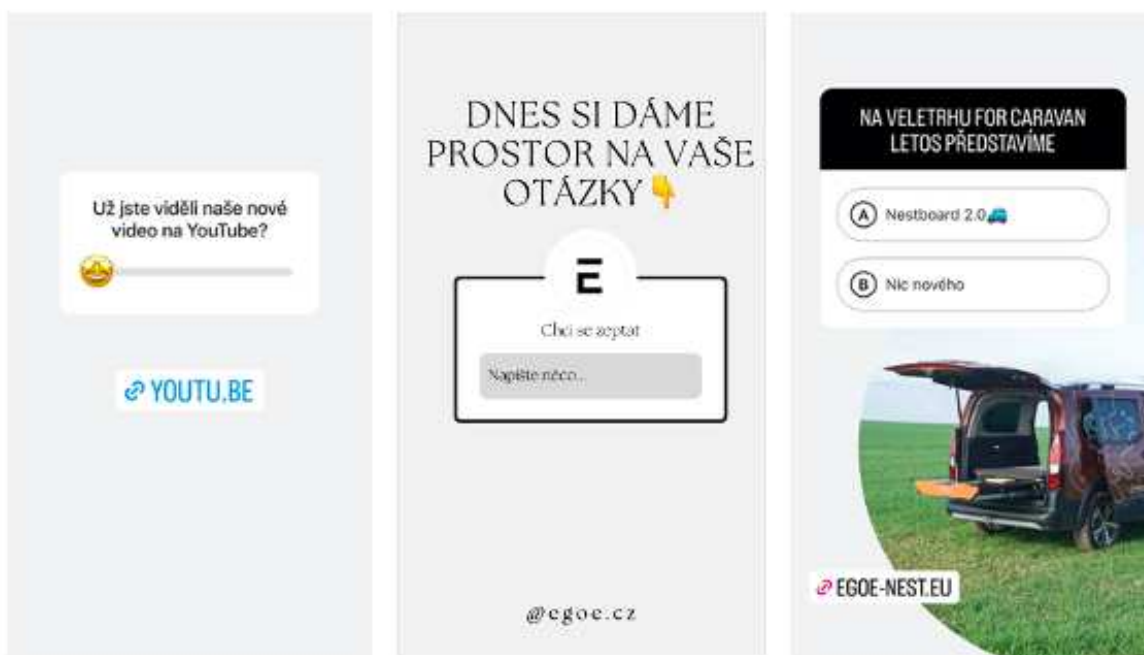 Už jste viděli naše nové
video na YouTube?
YOUTU.BE
DNES SI DÁME
PROSTOR NA VAŠE
OTÁZKY👇
E
Chci se zeptat
Napište něco...
@egoe.cz
NA VELETRHU FOR CARAVAN
LETOS PŘEDSTAVÍME
A Nestboard 2.0🚙
B Nic nového
EGOE-NEST.EU